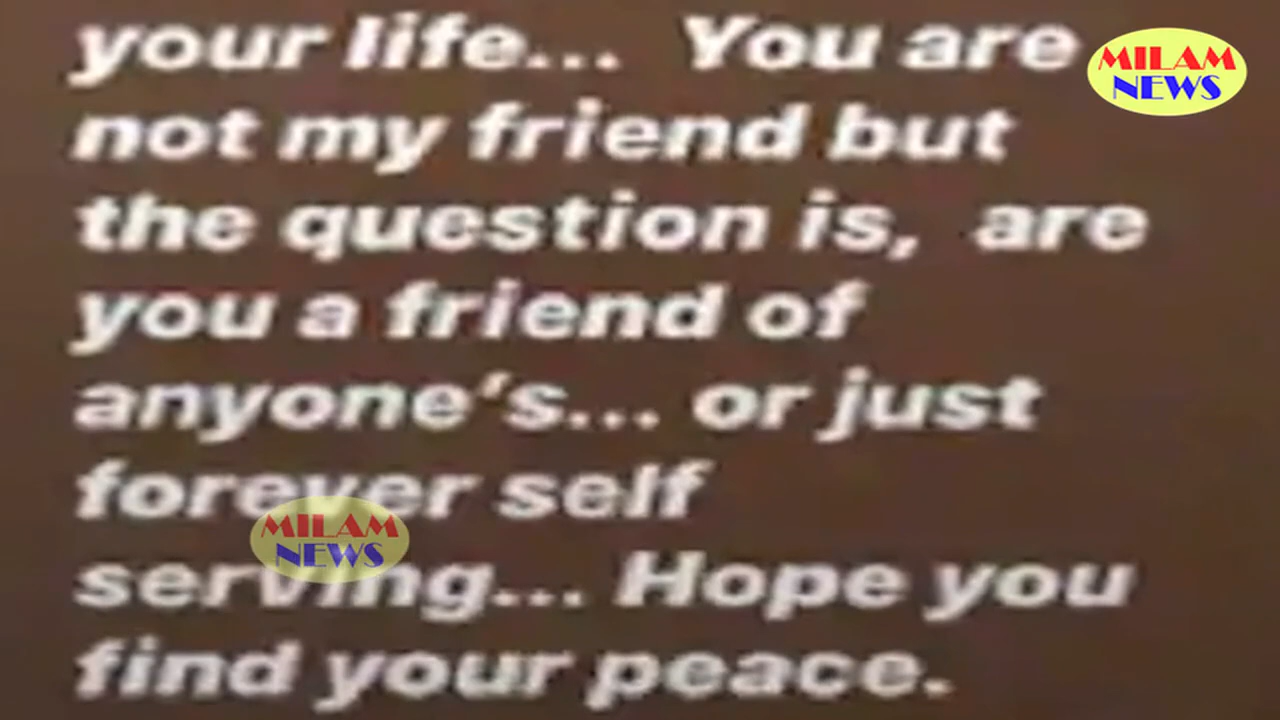 your life... You are
not my friend but
the question is, are
you a friend of
anyone's... or just
forever self
serving... Hope you
find your peace.
MILAM
NEWS
MILAM
NEWS